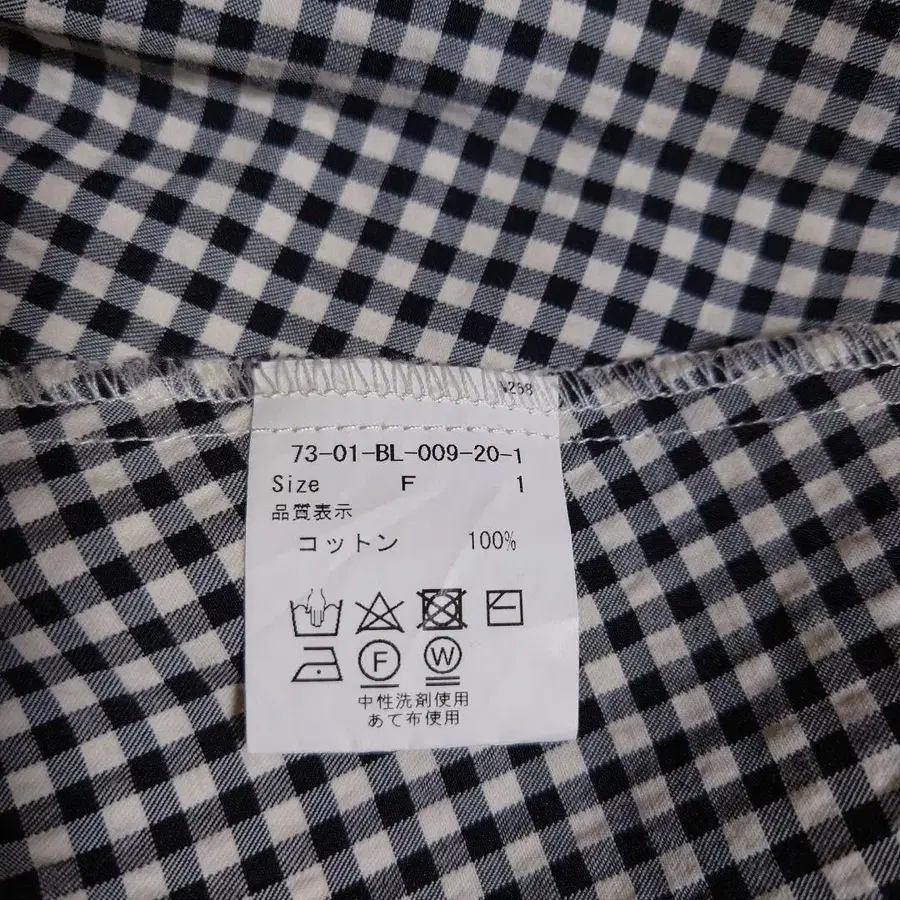 73-01-BL-009-20-1
Size F 1
品質表示
コットン 100%
F W
中性洗剤使用
あて布使用